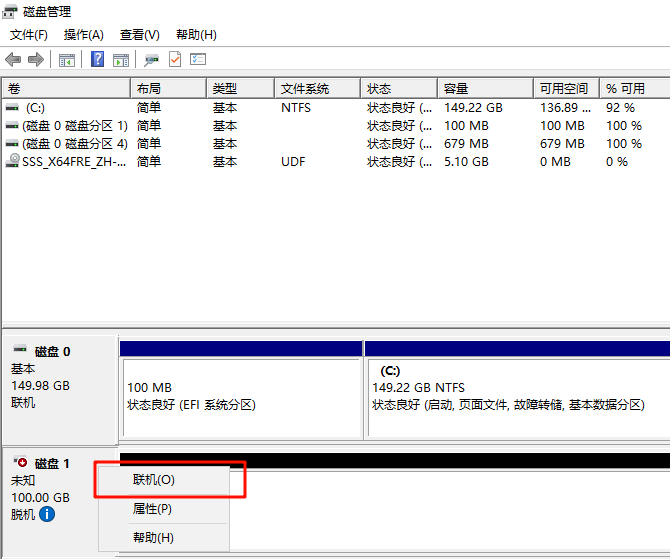 磁盘管理
文件(F) 操作(A) 查看(V) 帮助(H)
卷 布局 类型 文件系统 状态 容量 可用空间 % 可用
(C:) 简单 基本 NTFS 状态良好 (... 149.22 GB 136.89 ... 92 %
(磁盘 0 磁盘分区 1) 简单 基本 状态良好 (... 100 MB 100 MB 100 %
(磁盘 0 磁盘分区 4) 简单 基本 状态良好 (... 679 MB 679 MB 100 %
SSS_X64FRE_ZH-... 简单 基本 UDF 状态良好 (... 5.10 GB 0 MB 0 %
磁盘 0
基本
149.98 GB
联机
100 MB
状态良好 (EFI 系统分区)
(C:)
149.22 GB NTFS
状态良好 (启动, 页面文件, 故障转储, 基本数据分区)
磁盘 1
未知
100.00 GB
脱机
联机(O)
属性(P)
帮助(H)